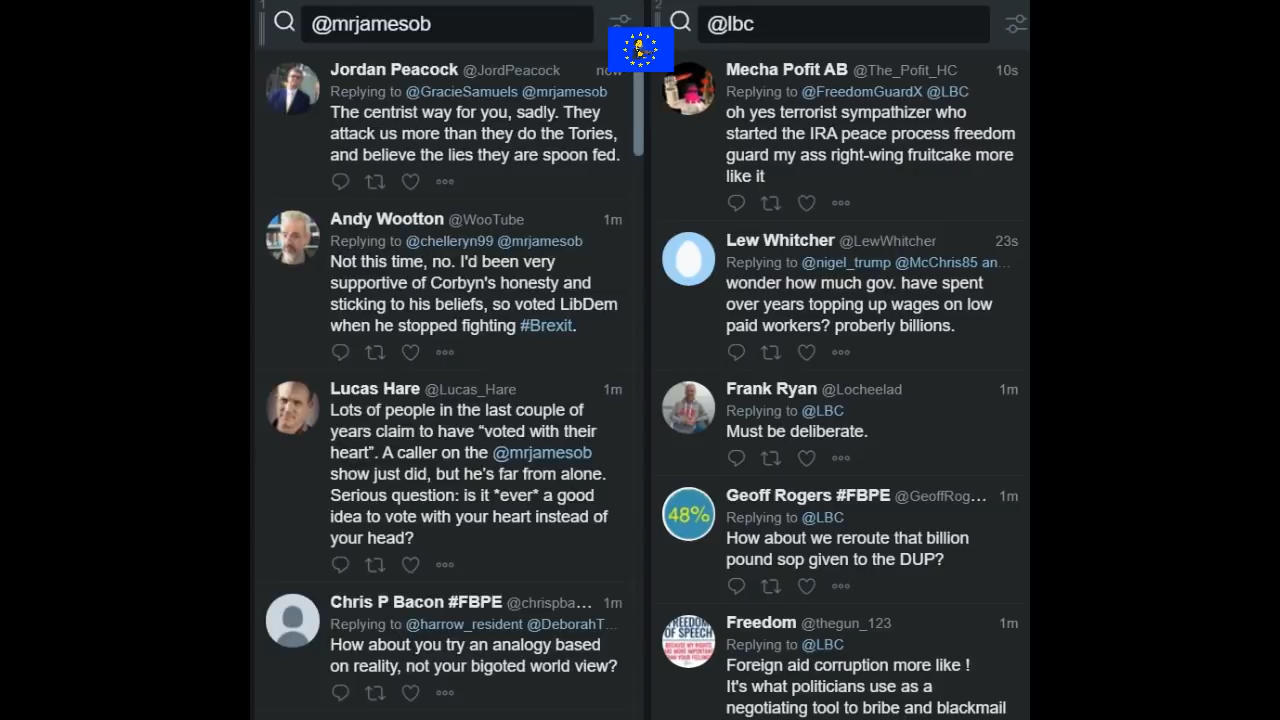 1
@mrjamesob
Jordan Peacock @JordPeacock now
Replying to @GracieSamuels @mrjamesob
The centrist way for you, sadly. They
attack us more than they do the Tories,
and believe the lies they are spoon fed.
Andy Wootton @WooTube 1m
Replying to @chelleryn99 @mrjamesob
Not this time, no. I'd been very
supportive of Corbyn's honesty and
sticking to his beliefs, so voted LibDem
when he stopped fighting #Brexit.
Lucas Hare @Lucas_Hare 1m
Lots of people in the last couple of
years claim to have “voted with their
heart”. A caller on the @mrjamesob
show just did, but he’s far from alone.
Serious question: is it *ever* a good
idea to vote with your heart instead of
your head?
Chris P Bacon #FBPE @chrispba... 1m
Replying to @harrow_resident @DeborahT...
How about you try an analogy based
on reality, not your bigoted world view?
2
@lbc
Mecha Pofit AB @The_Pofit_HC 10s
Replying to @FreedomGuardX @LBC
oh yes terrorist sympathizer who
started the IRA peace process freedom
guard my ass right-wing fruitcake more
like it
Lew Whitcher @LewWhitcher 23s
Replying to @nigel_trump @McChris85 an...
wonder how much gov. have spent
over years topping up wages on low
paid workers? properly billions.
Frank Ryan @Locheelad 1m
Replying to @LBC
Must be deliberate.
48%
Geoff Rogers #FBPE @GeoffRog... 1m
Replying to @LBC
How about we reroute that billion
pound sop given to the DUP?
FREEDOM
OF SPEECH
Freedom @thegun_123 1m
Replying to @LBC
Foreign aid corruption more like !
It's what politicians use as a
negotiating tool to bribe and blackmail